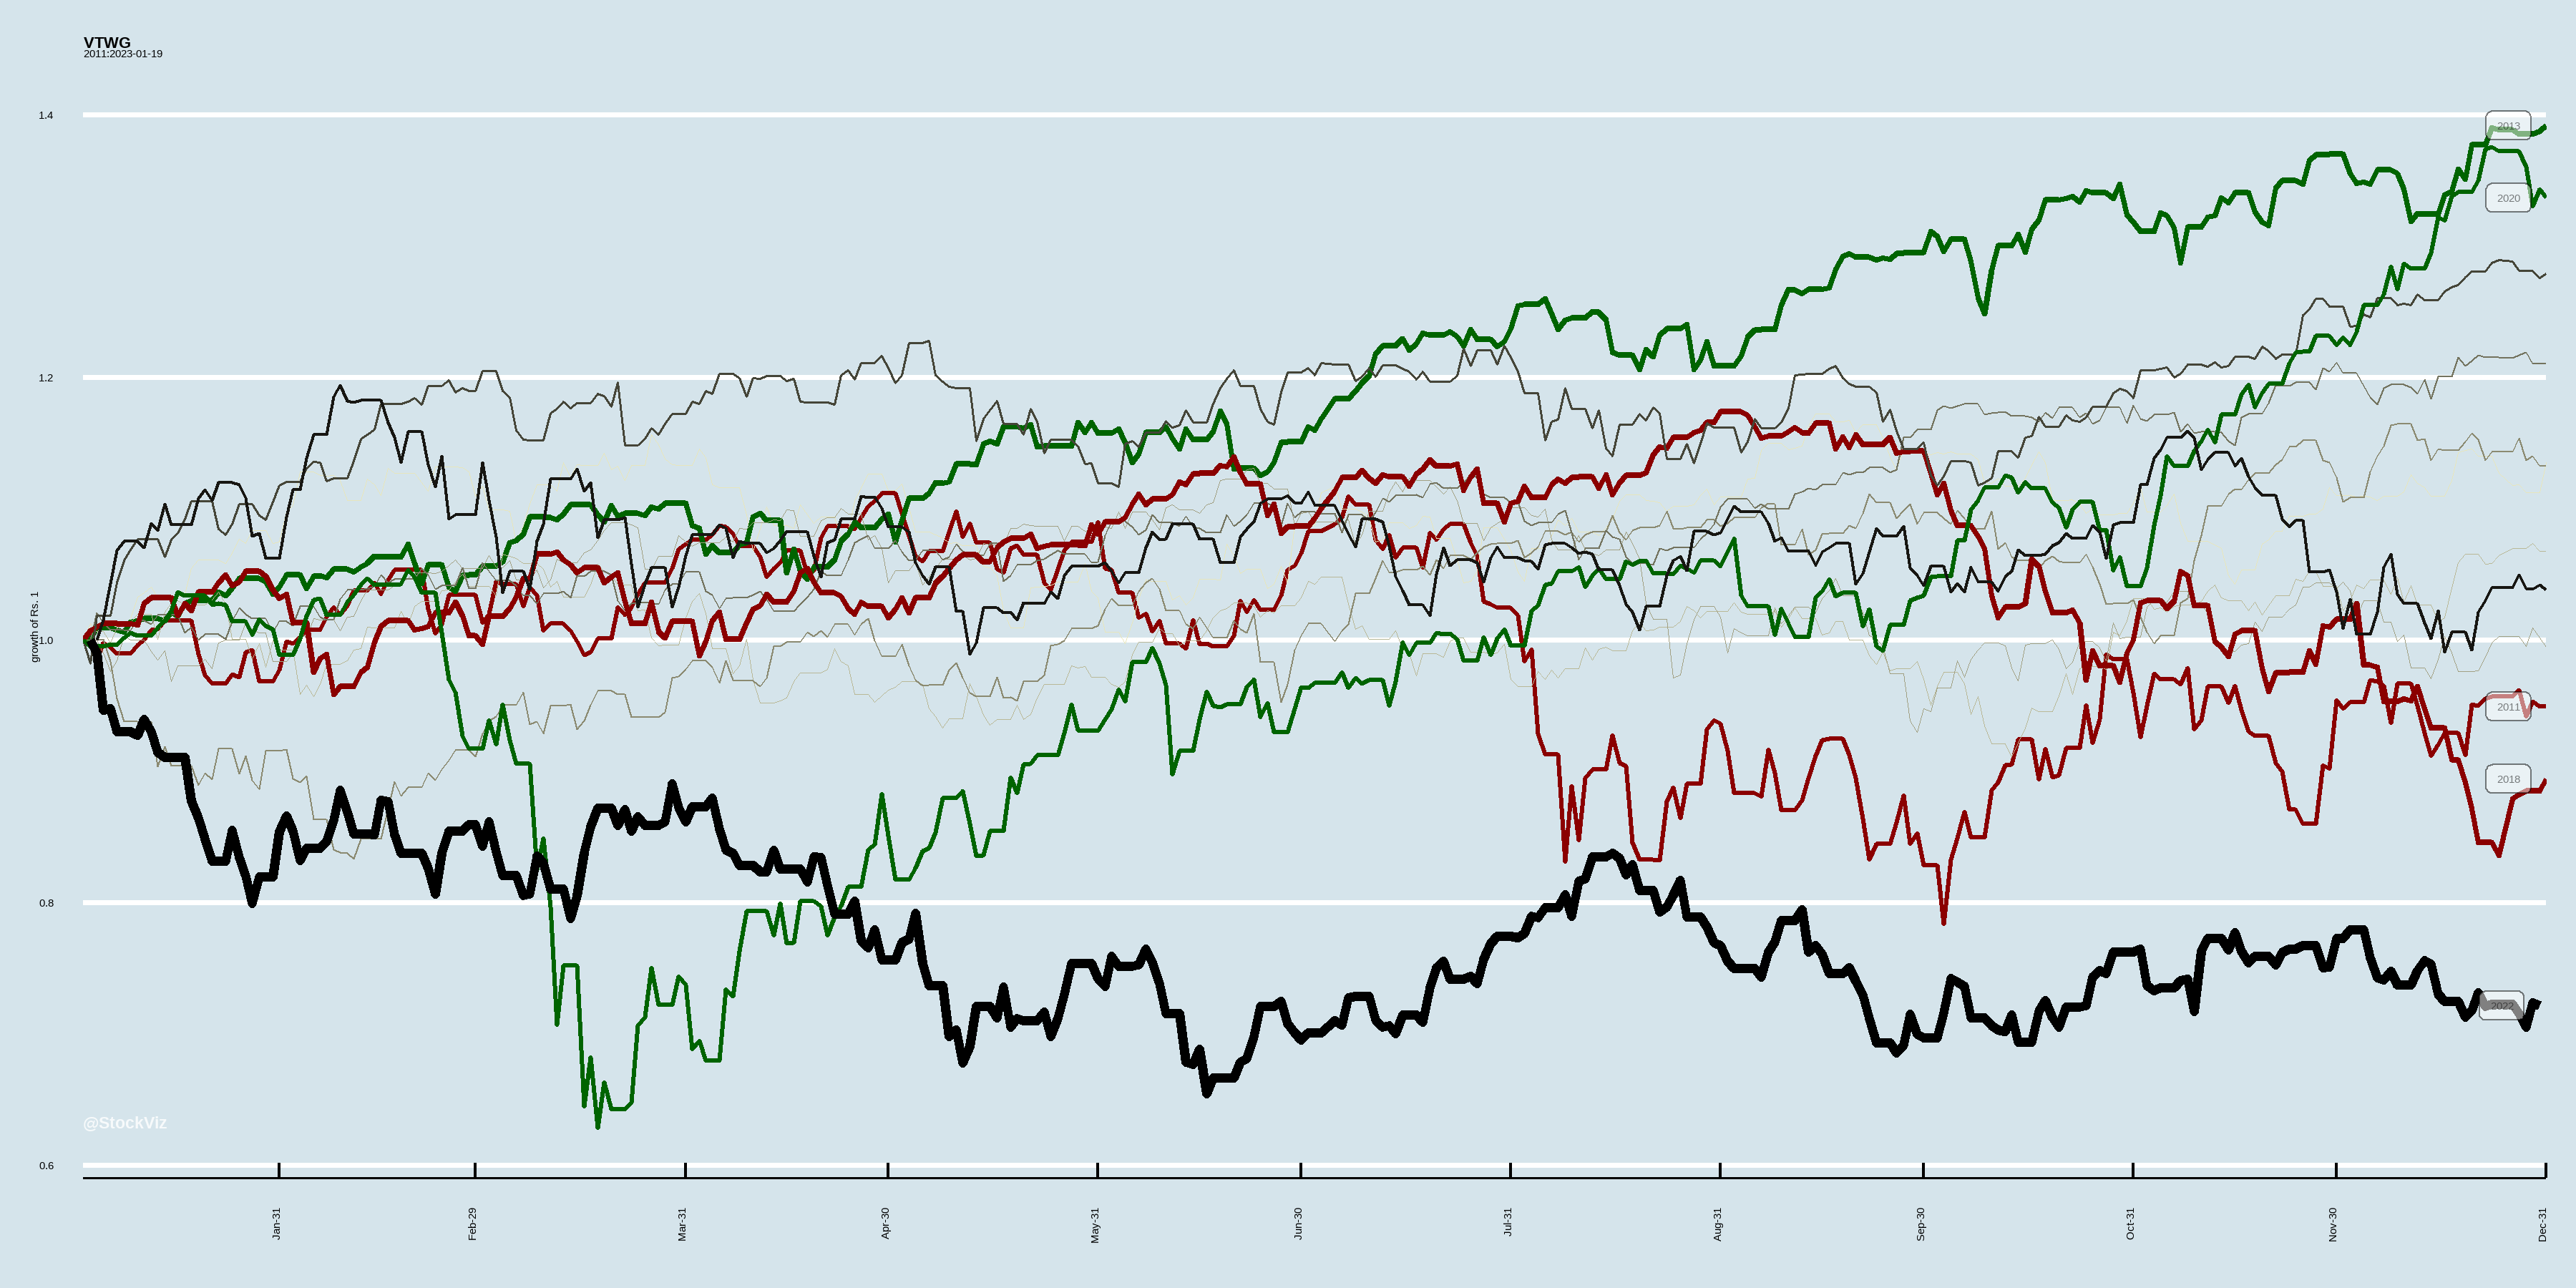 VTWG
2011:2023-01-19
1.4
1.2
1.0
0.8
0.6
growth of Rs. 1
2013
2020
2011
2018
2022
@StockViz
Jan-31
Feb-29
Mar-31
Apr-30
May-31
Jun-30
Jul-31
Aug-31
Sep-30
Oct-31
Nov-30
Dec-31